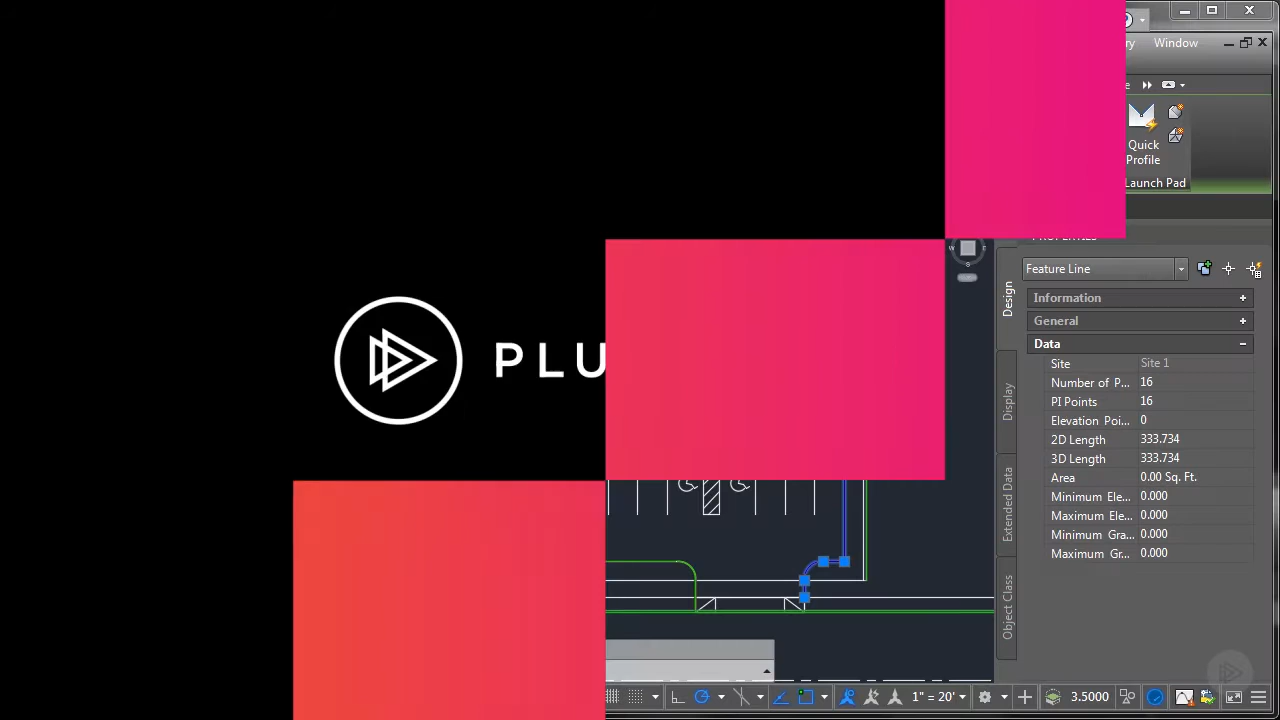 ry Window
e
Quick
Profile
Launch Pad
W
E
S
PLU
Feature Line
Information +
General +
Data −
Site Site 1
Number of P... 16
PI Points 16
Elevation Poi... 0
2D Length 333.734
3D Length 333.734
Area 0.00 Sq. Ft.
Minimum Ele... 0.000
Maximum Ele... 0.000
Minimum Gra... 0.000
Maximum Gr... 0.000
Design
Display
Extended Data
Object Class
1" = 20'
3.5000